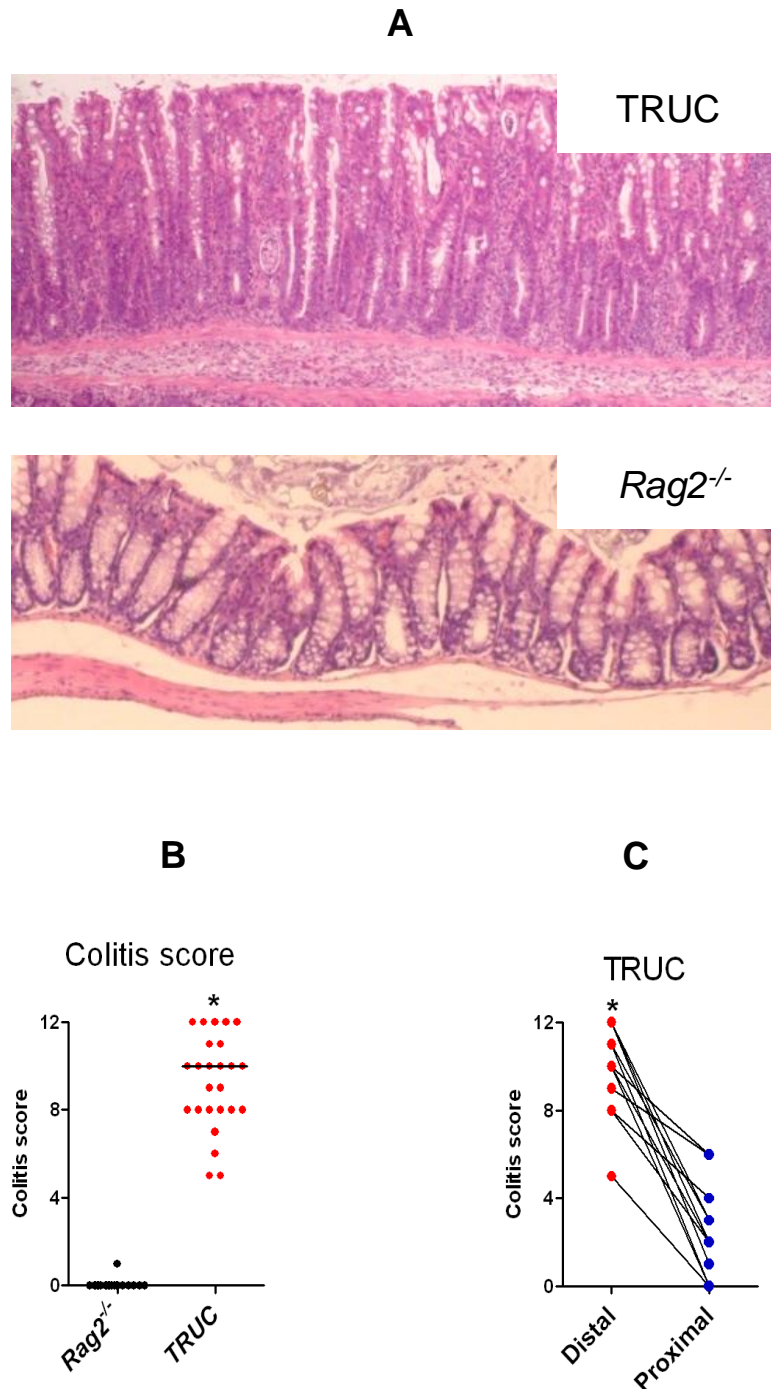 A
TRUC
Rag2-/-
B
C
Colitis score
TRUC
*
*
12
8
4
0
Colitis score
Rag2-/-
TRUC
12
8
4
0
Colitis score
Distal
Proximal